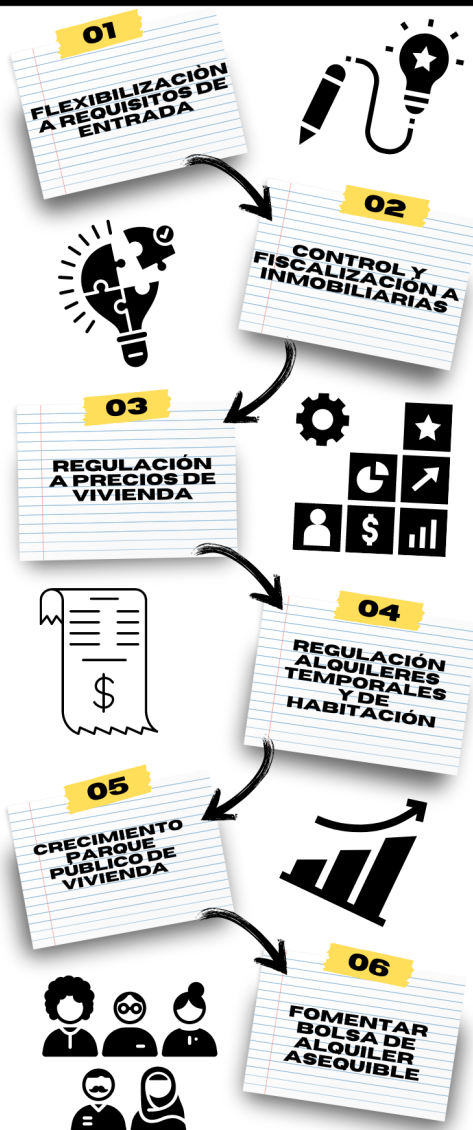 01
FLEXIBILIZACIÒN
A REQUISITOS DE
ENTRADA
02
CONTROL Y
FISCALIZACIÓN A
INMOBILIARIAS
03
REGULACIÓN
A PRECIOS DE
VIVIENDA
$
$
04
REGULACIÓN
ALQUILERES
TEMPORALES
Y DE
HABITACIÓN
05
CRECIMIENTO
PARQUE
PÚBLICO DE
VIVIENDA
06
FOMENTAR
BOLSA DE
ALQUILER
ASEQUIBLE